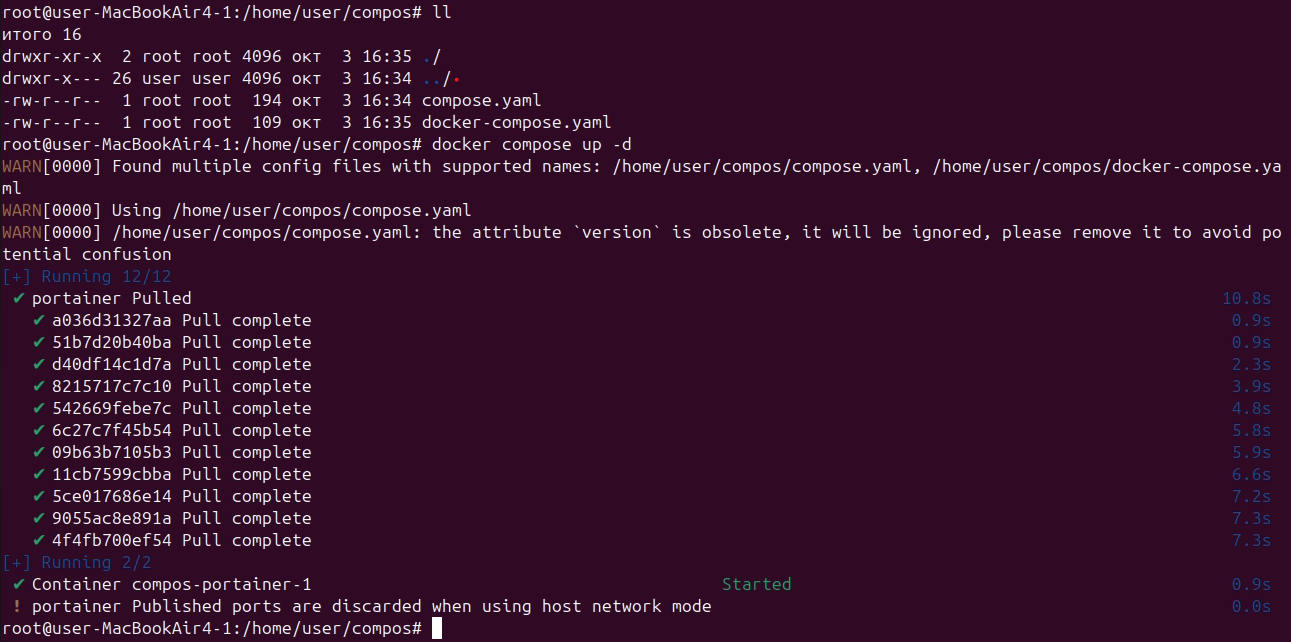 root@user-MacBookAir4-1:/home/user/compos# ll
итого 16
drwxr-xr-x  2 root root 4096 окт  3 16:35 ./
drwxr-x--- 26 user user 4096 окт  3 16:34 ../
-rw-r--r--  1 root root  194 окт  3 16:34 compose.yaml
-rw-r--r--  1 root root  109 окт  3 16:35 docker-compose.yaml
root@user-MacBookAir4-1:/home/user/compos# docker compose up -d
WARN[0000] Found multiple config files with supported names: /home/user/compos/compose.yaml, /home/user/compos/docker-compose.ya
ml
WARN[0000] Using /home/user/compos/compose.yaml
WARN[0000] /home/user/compos/compose.yaml: the attribute `version` is obsolete, it will be ignored, please remove it to avoid po
tential confusion
[+] Running 12/12
✔ portainer Pulled 10.8s
✔ a036d31327aa Pull complete 0.9s
✔ 51b7d20b40ba Pull complete 0.9s
✔ d40df14c1d7a Pull complete 2.3s
✔ 8215717c7c10 Pull complete 3.9s
✔ 542669febe7c Pull complete 4.8s
✔ 6c27c7f45b54 Pull complete 5.8s
✔ 09b63b7105b3 Pull complete 5.9s
✔ 11cb7599cbba Pull complete 6.6s
✔ 5ce017686e14 Pull complete 7.2s
✔ 9055ac8e891a Pull complete 7.3s
✔ 4f4fb700ef54 Pull complete 7.3s
[+] Running 2/2
✔ Container compos-portainer-1 Started 0.9s
! portainer Published ports are discarded when using host network mode 0.0s
root@user-MacBookAir4-1:/home/user/compos#